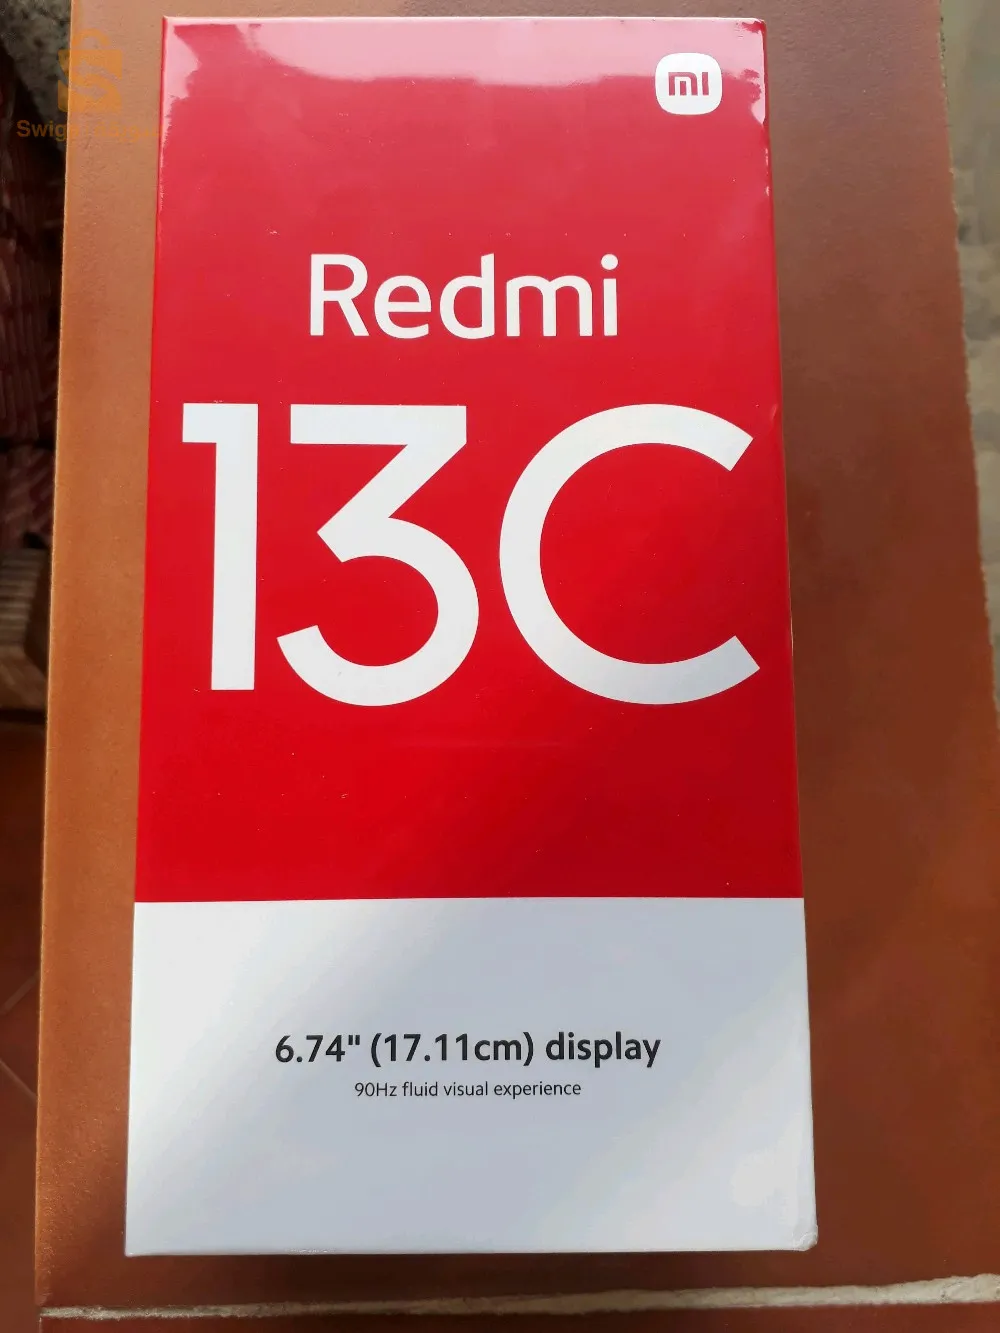 mi
Redmi
13C
6.74" (17.11cm) display
90Hz fluid visual experience